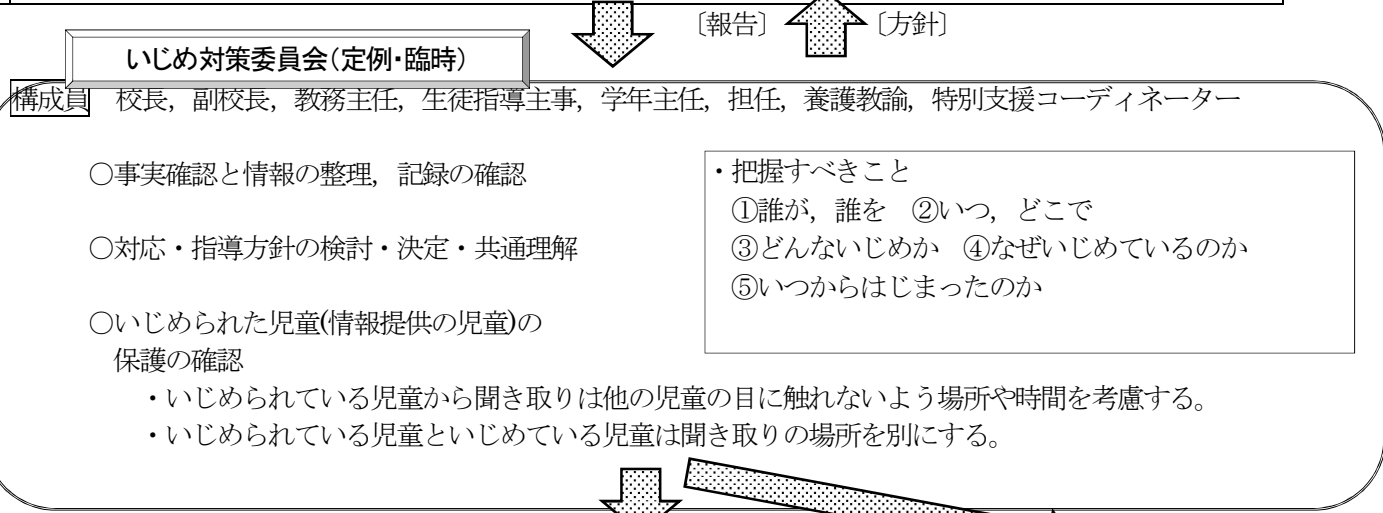 〔報告〕 〔方針〕
いじめ対策委員会(定例・臨時)
構成員 校長，副校長，教務主任，生徒指導主事，学年主任，担任，養護教諭，特別支援コーディネーター
○事実確認と情報の整理，記録の確認
○対応・指導方針の検討・決定・共通理解
○いじめられた児童(情報提供の児童)の
保護の確認
・把握すべきこと
①誰が，誰を ②いつ，どこで
③どんないじめか ④なぜいじめているのか
⑤いつからはじまったのか
・いじめられている児童から聞き取りは他の児童の目に触れないよう場所や時間を考慮する。
・いじめられている児童といじめている児童は聞き取りの場所を別にする。